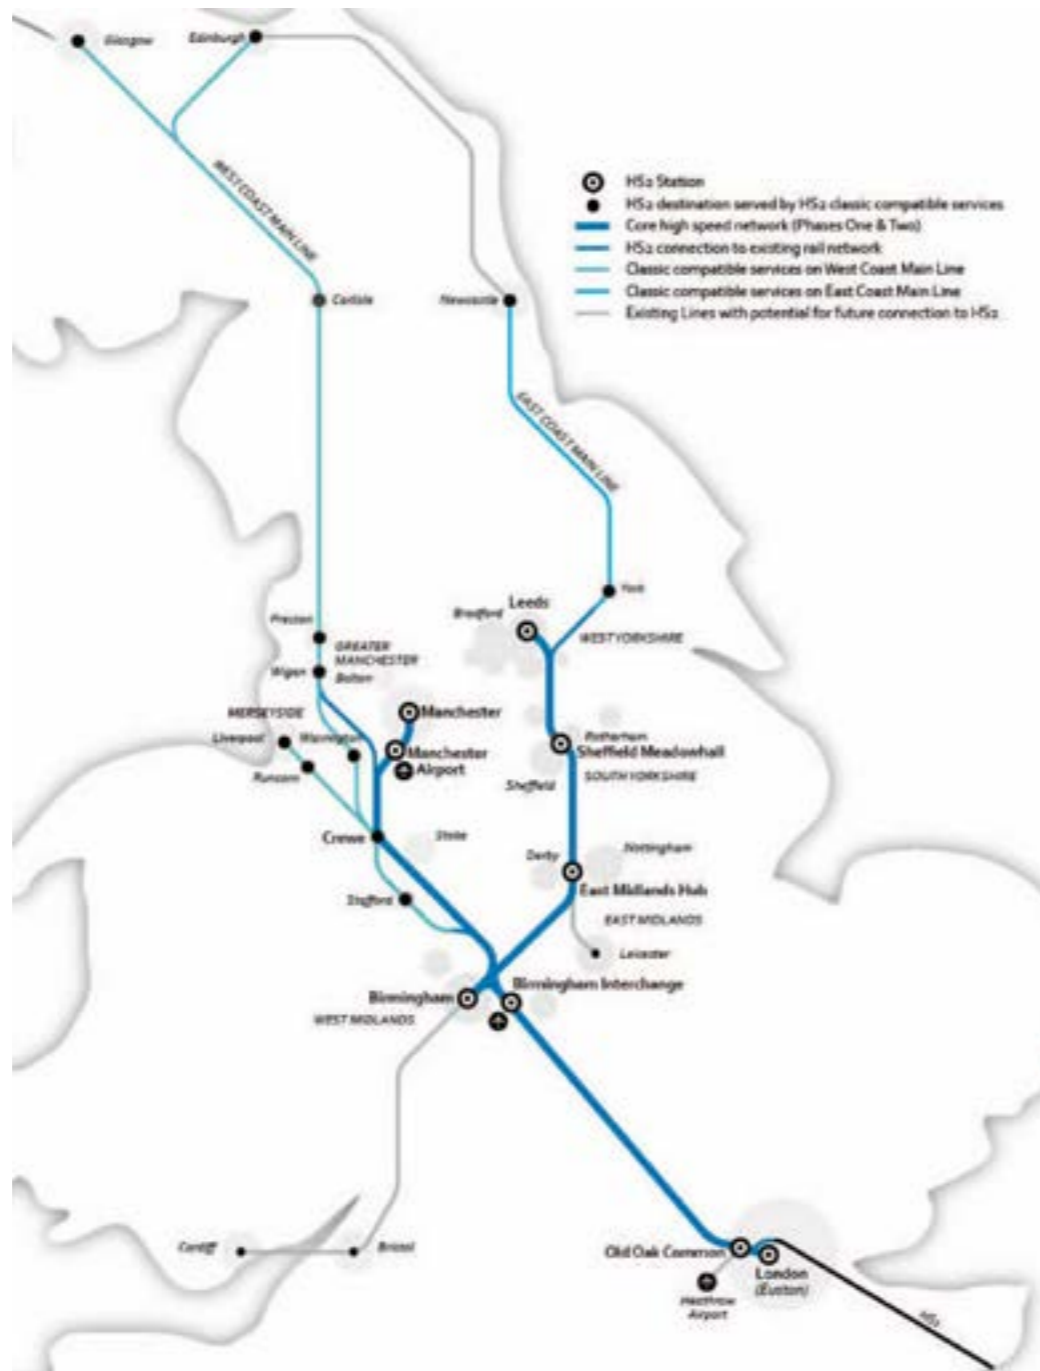 Glasgow
Edinburgh
HS2 Station
HS2 destination served by HS2 classic compatible services
Core high speed network (Phases One & Two)
HS2 connection to existing rail network
Classic compatible services on West Coast Main Line
Classic compatible services on East Coast Main Line
Existing Lines with potential for future connection to HS2
WEST COAST MAIN LINE
Carlisle
Newcastle
EAST COAST MAIN LINE
York
Leeds
Bradford
WEST YORKSHIRE
Preston
GREATER
MANCHESTER
Wigan
Bolton
Manchester
MERSEYSIDE
Liverpool
Warrington
Runcorn
Manchester
Airport
Rotherham
Sheffield Meadowhall
SOUTH YORKSHIRE
Sheffield
Crewe
Stoke
Derby
Nottingham
East Midlands Hub
Stafford
EAST MIDLANDS
Leicester
Birmingham Interchange
Birmingham
WEST MIDLANDS
Cardiff
Bristol
Old Oak Common
London
(Euston)
Heathrow
Airport
HS1